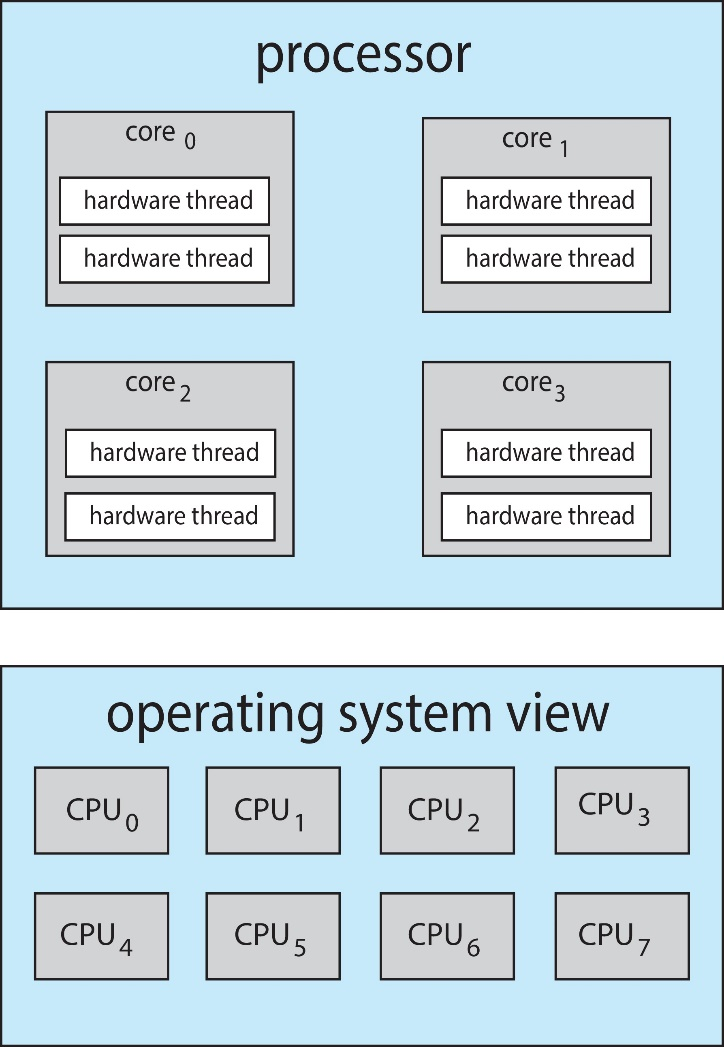 processor
core 0
core 1
hardware thread
hardware thread
hardware thread
hardware thread
core 2
core 3
hardware thread
hardware thread
hardware thread
hardware thread
operating system view
CPU 0
CPU 1
CPU 2
CPU 3
CPU 4
CPU 5
CPU 6
CPU 7